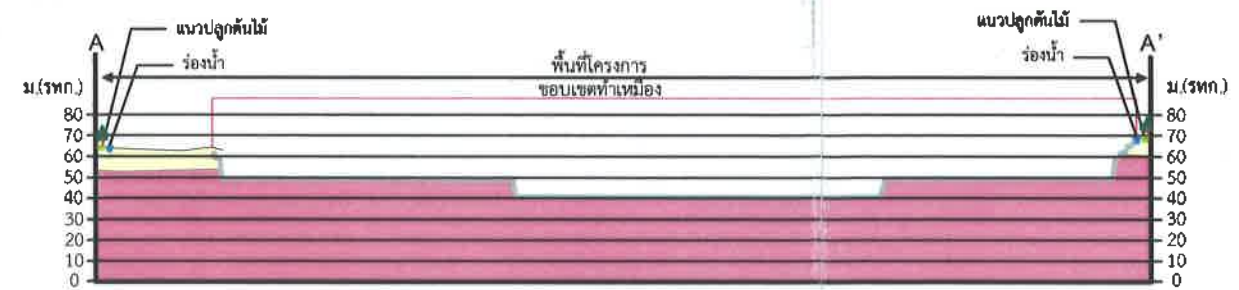 แนวปลูกต้นไม้ แนวปลูกต้นไม้
A A'
ร่องน้ำ ร่องน้ำ
พื้นที่โครงการ
ม.(รทก.) ขอบเขตทำเหมือง ม.(รทก.)
80 80
70 70
60 60
50 50
40 40
30 30
20 20
10 10
0 0